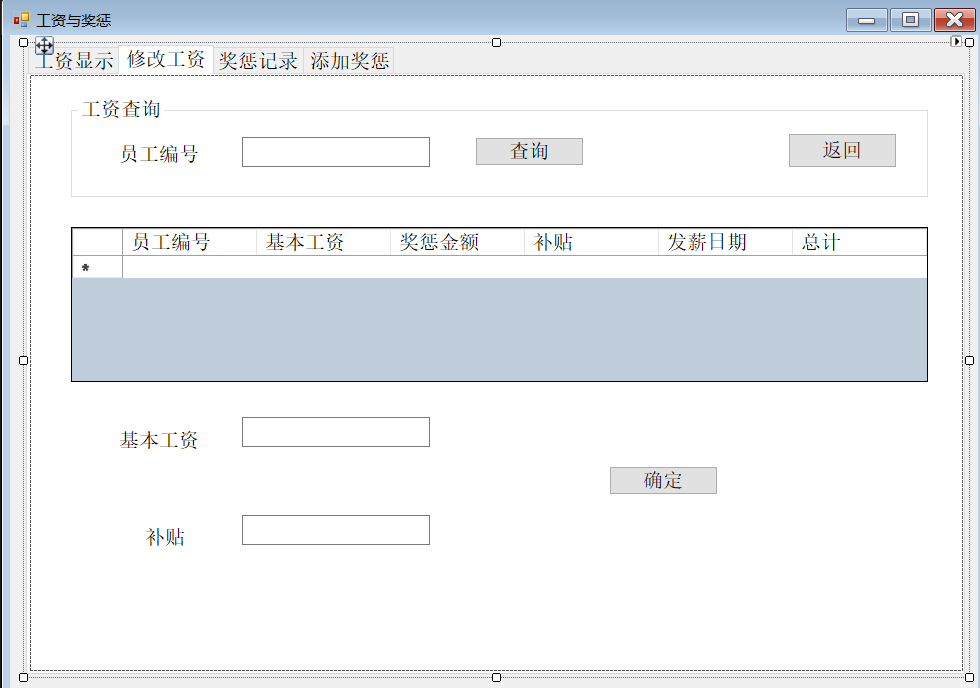 工资与奖惩
工资显示 修改工资 奖惩记录 添加奖惩
工资查询
员工编号 查询 返回
员工编号 基本工资 奖惩金额 补贴 发薪日期 总计
*
基本工资
确定
补贴